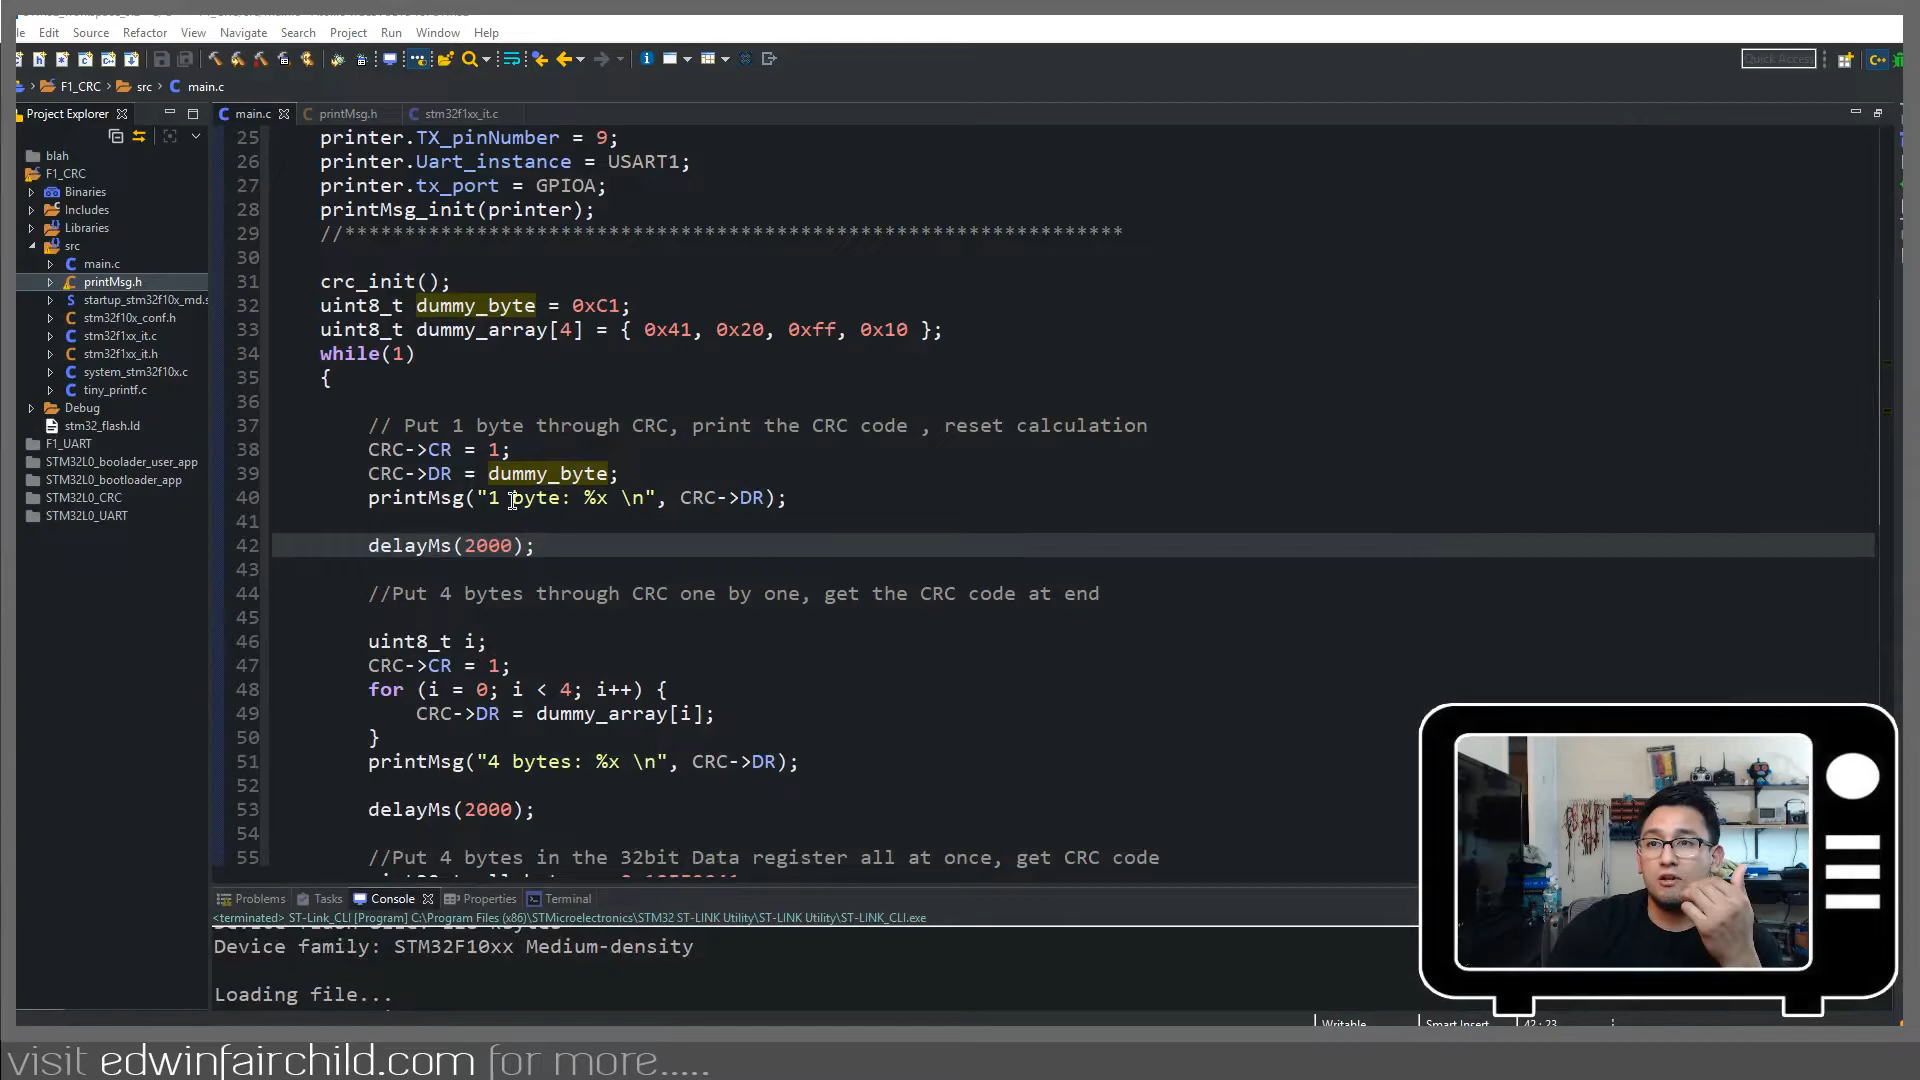 le Edit Source Refactor View Navigate Search Project Run Window Help
Quick Access
F1_CRC src main.c
Project Explorer
main.c printMsg.h stm32f1xx_it.c
blah
F1_CRC
Binaries
Includes
Libraries
src
main.c
printMsg.h
startup_stm32f10x_md.s
stm32f10x_conf.h
stm32f1xx_it.c
stm32f1xx_it.h
system_stm32f10x.c
tiny_printf.c
Debug
stm32_flash.ld
F1_UART
STM32L0_boolader_user_app
STM32L0_bootloader_app
STM32L0_CRC
STM32L0_UART
25 printer.TX_pinNumber = 9;
26 printer.Uart_instance = USART1;
27 printer.tx_port = GPIOA;
28 printMsg_init(printer);
29 //*****************************************************************
30
31 crc_init();
32 uint8_t dummy_byte = 0xC1;
33 uint8_t dummy_array[4] = { 0x41, 0x20, 0xff, 0x10 };
34 while(1)
35 {
36
37 // Put 1 byte through CRC, print the CRC code , reset calculation
38 CRC->CR = 1;
39 CRC->DR = dummy_byte;
40 printMsg("1 byte: %x \n", CRC->DR);
41
42 delayMs(2000);
43
44 //Put 4 bytes through CRC one by one, get the CRC code at end
45
46 uint8_t i;
47 CRC->CR = 1;
48 for (i = 0; i < 4; i++) {
49 CRC->DR = dummy_array[i];
50 }
51 printMsg("4 bytes: %x \n", CRC->DR);
52
53 delayMs(2000);
54
55 //Put 4 bytes in the 32bit Data register all at once, get CRC code
Problems Tasks Console Properties Terminal
<terminated> ST-Link_CLI [Program] C:\Program Files (x86)\STMicroelectronics\STM32 ST-LINK Utility\ST-LINK Utility\ST-LINK_CLI.exe
Device family: STM32F10xx Medium-density
Loading file...
Writable Smart Insert 42 : 23
visit edwinfairchild.com for more.....